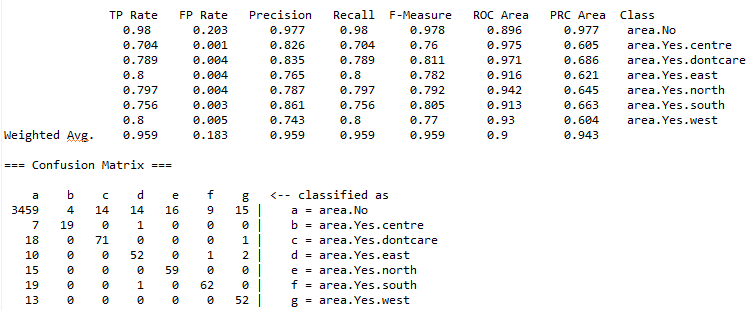 TP Rate FP Rate Precision Recall F-Measure ROC Area PRC Area Class
0.98 0.203 0.977 0.98 0.978 0.896 0.977 area.No
0.704 0.001 0.826 0.704 0.76 0.975 0.605 area.Yes.centre
0.789 0.004 0.835 0.789 0.811 0.971 0.686 area.Yes.dontcare
0.8 0.004 0.765 0.8 0.782 0.916 0.621 area.Yes.east
0.797 0.004 0.787 0.797 0.792 0.942 0.645 area.Yes.north
0.756 0.003 0.861 0.756 0.805 0.913 0.663 area.Yes.south
0.8 0.005 0.743 0.8 0.77 0.93 0.604 area.Yes.west
Weighted Avg. 0.959 0.183 0.959 0.959 0.959 0.9 0.943
=== Confusion Matrix ===
a b c d e f g <-- classified as
3459 4 14 14 16 9 15 | a = area.No
7 19 0 1 0 0 0 | b = area.Yes.centre
18 0 71 0 0 0 1 | c = area.Yes.dontcare
10 0 0 52 0 1 2 | d = area.Yes.east
15 0 0 0 59 0 0 | e = area.Yes.north
19 0 0 1 0 62 0 | f = area.Yes.south
13 0 0 0 0 0 52 | g = area.Yes.west